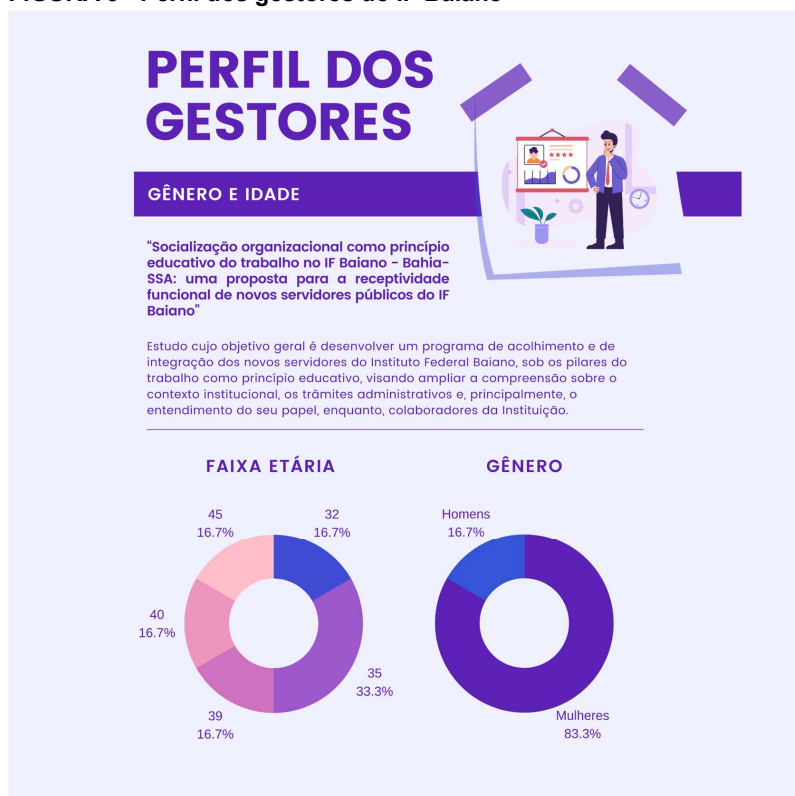 PERFIL DOS
GESTORES
GÊNERO E IDADE
“Socialização organizacional como princípio
educativo do trabalho no IF Baiano - Bahia-
SSA: uma proposta para a receptividade
funcional de novos servidores públicos do IF
Baiano”
Estudo cujo objetivo geral é desenvolver um programa de acolhimento e de
integração dos novos servidores do Instituto Federal Baiano, sob os pilares do
trabalho como princípio educativo, visando ampliar a compreensão sobre o
contexto institucional, os trâmites administrativos e, principalmente, o
entendimento do seu papel, enquanto, colaboradores da Instituição.
FAIXA ETÁRIA
45
16.7%
32
16.7%
40
16.7%
35
33.3%
39
16.7%
GÊNERO
Homens
16.7%
Mulheres
83.3%